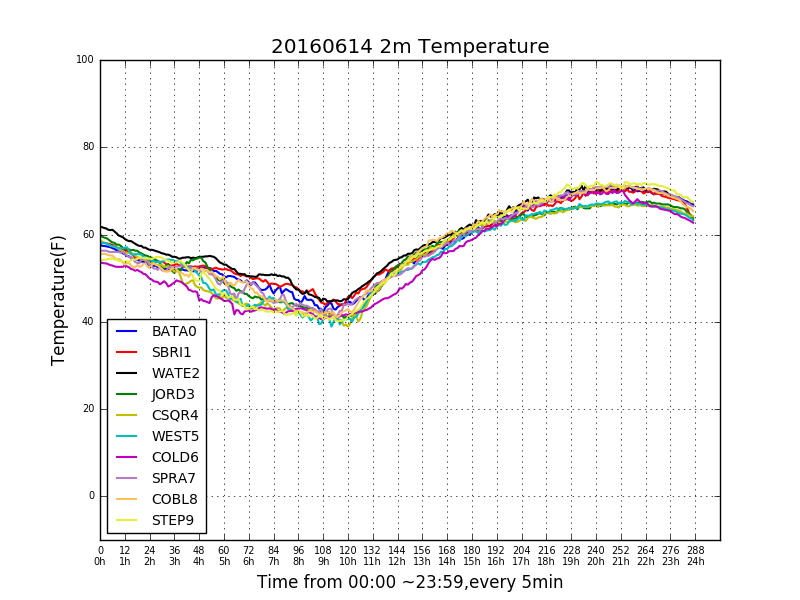 20160614 2m Temperature
100
80
60
40
20
0
Temperature(F)
BATA0
SBRI1
WATE2
JORD3
CSQR4
WEST5
COLD6
SPRA7
COBL8
STEP9
0 12 24 36 48 60 72 84 96 108 120 132 144 156 168 180 192 204 216 228 240 252 264 276 288
0h 1h 2h 3h 4h 5h 6h 7h 8h 9h 10h 11h 12h 13h 14h 15h 16h 17h 18h 19h 20h 21h 22h 23h 24h
Time from 00:00 ~23:59,every 5min